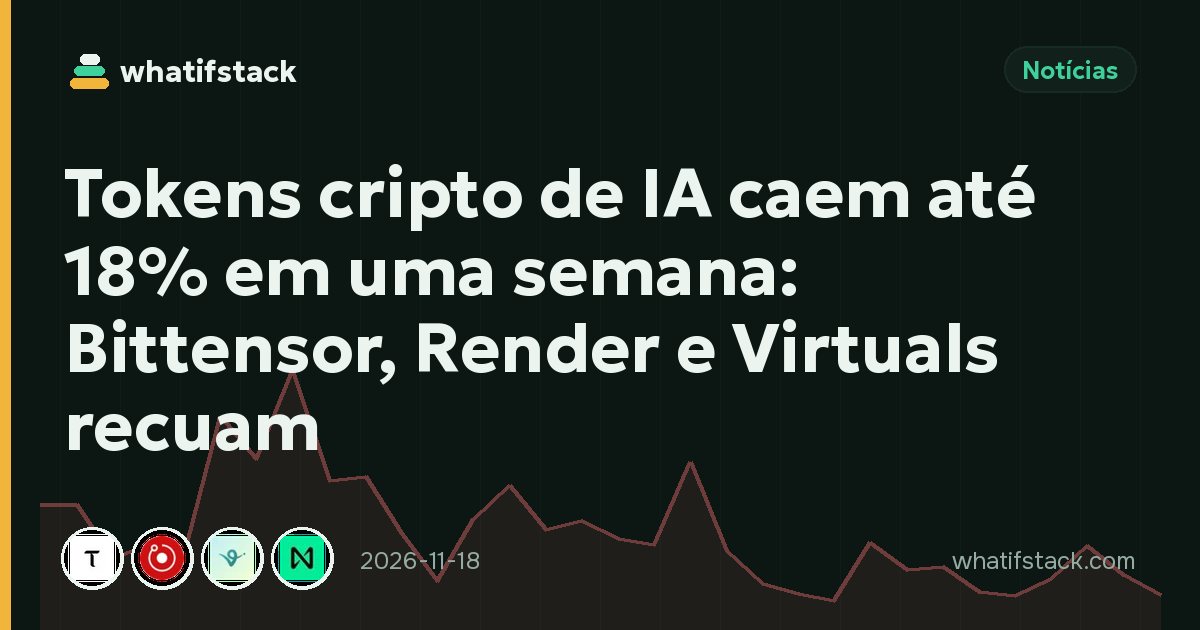 whatifstack
Notícias
Tokens cripto de IA caem até
18% em uma semana:
Bittensor, Render e Virtuals
recuam
τ
2026-11-18
whatifstack.com